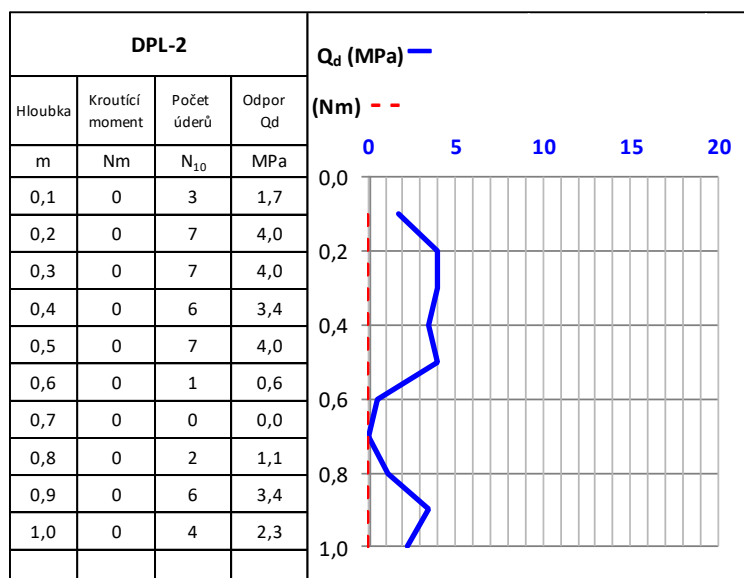 DPL-2
Hloubka Kroutící moment Počet úderů Odpor Qd
m Nm N10 MPa
0,1 0 3 1,7
0,2 0 7 4,0
0,3 0 7 4,0
0,4 0 6 3,4
0,5 0 7 4,0
0,6 0 1 0,6
0,7 0 0 0,0
0,8 0 2 1,1
0,9 0 6 3,4
1,0 0 4 2,3
Qd (MPa)
(Nm)
0 5 10 15 20
0,0
0,2
0,4
0,6
0,8
1,0